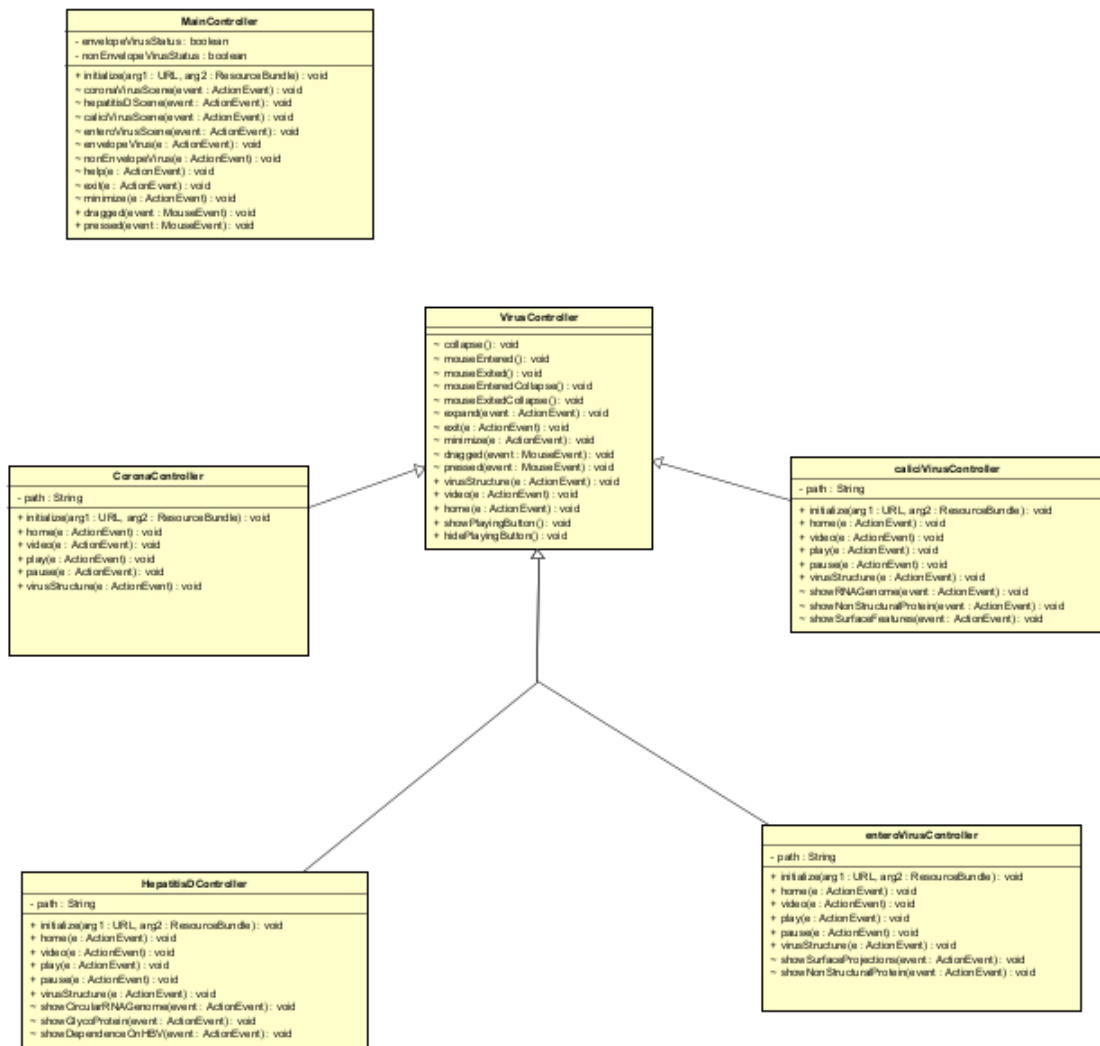 MainController
- envelopeVirusStatus : boolean
- nonEnvelopeVirusStatus : boolean
+ initialize(arg1 : URL, arg2 : ResourceBundle) : void
~ coronaVirusScene(event : ActionEvent) : void
~ hepatitisDScene(event : ActionEvent) : void
~ caliciVirusScene(event : ActionEvent) : void
~ enteroVirusScene(event : ActionEvent) : void
~ envelopeVirus(e : ActionEvent) : void
~ nonEnvelopeVirus(e : ActionEvent) : void
~ help(e : ActionEvent) : void
~ exit(e : ActionEvent) : void
~ minimize(e : ActionEvent) : void
+ dragged(event : MouseEvent) : void
+ pressed(event : MouseEvent) : void
VirusController
~ collapse() : void
~ mouseEntered() : void
~ mouseExited() : void
~ mouseEnteredCollapse() : void
~ mouseExitedCollapse() : void
~ expand(event : ActionEvent) : void
~ exit(e : ActionEvent) : void
~ minimize(e : ActionEvent) : void
~ dragged(event : MouseEvent) : void
~ pressed(event : MouseEvent) : void
+ virusStructure(e : ActionEvent) : void
+ video(e : ActionEvent) : void
+ home(e : ActionEvent) : void
+ showPlayingButton() : void
+ hidePlayingButton() : void
CoronaController
- path : String
+ initialize(arg1 : URL, arg2 : ResourceBundle) : void
+ home(e : ActionEvent) : void
+ video(e : ActionEvent) : void
+ play(e : ActionEvent) : void
+ pause(e : ActionEvent) : void
+ virusStructure(e : ActionEvent) : void
caliciVirusController
- path : String
+ initialize(arg1 : URL, arg2 : ResourceBundle) : void
+ home(e : ActionEvent) : void
+ video(e : ActionEvent) : void
+ play(e : ActionEvent) : void
+ pause(e : ActionEvent) : void
+ virusStructure(e : ActionEvent) : void
~ showRNAGenome(event : ActionEvent) : void
~ showNonStructuralProtein(event : ActionEvent) : void
~ showSurfaceFeatures(event : ActionEvent) : void
HepatitisDController
- path : String
+ initialize(arg1 : URL, arg2 : ResourceBundle) : void
+ home(e : ActionEvent) : void
+ video(e : ActionEvent) : void
+ play(e : ActionEvent) : void
+ pause(e : ActionEvent) : void
+ virusStructure(e : ActionEvent) : void
~ showCircularRNAGenome(event : ActionEvent) : void
~ showGlycoProtein(event : ActionEvent) : void
~ showDependenceOnHBV(event : ActionEvent) : void
enteroVirusController
- path : String
+ initialize(arg1 : URL, arg2 : ResourceBundle) : void
+ home(e : ActionEvent) : void
+ video(e : ActionEvent) : void
+ play(e : ActionEvent) : void
+ pause(e : ActionEvent) : void
+ virusStructure(e : ActionEvent) : void
~ showSurfaceProjections(event : ActionEvent) : void
~ showNonStructuralProtein(event : ActionEvent) : void